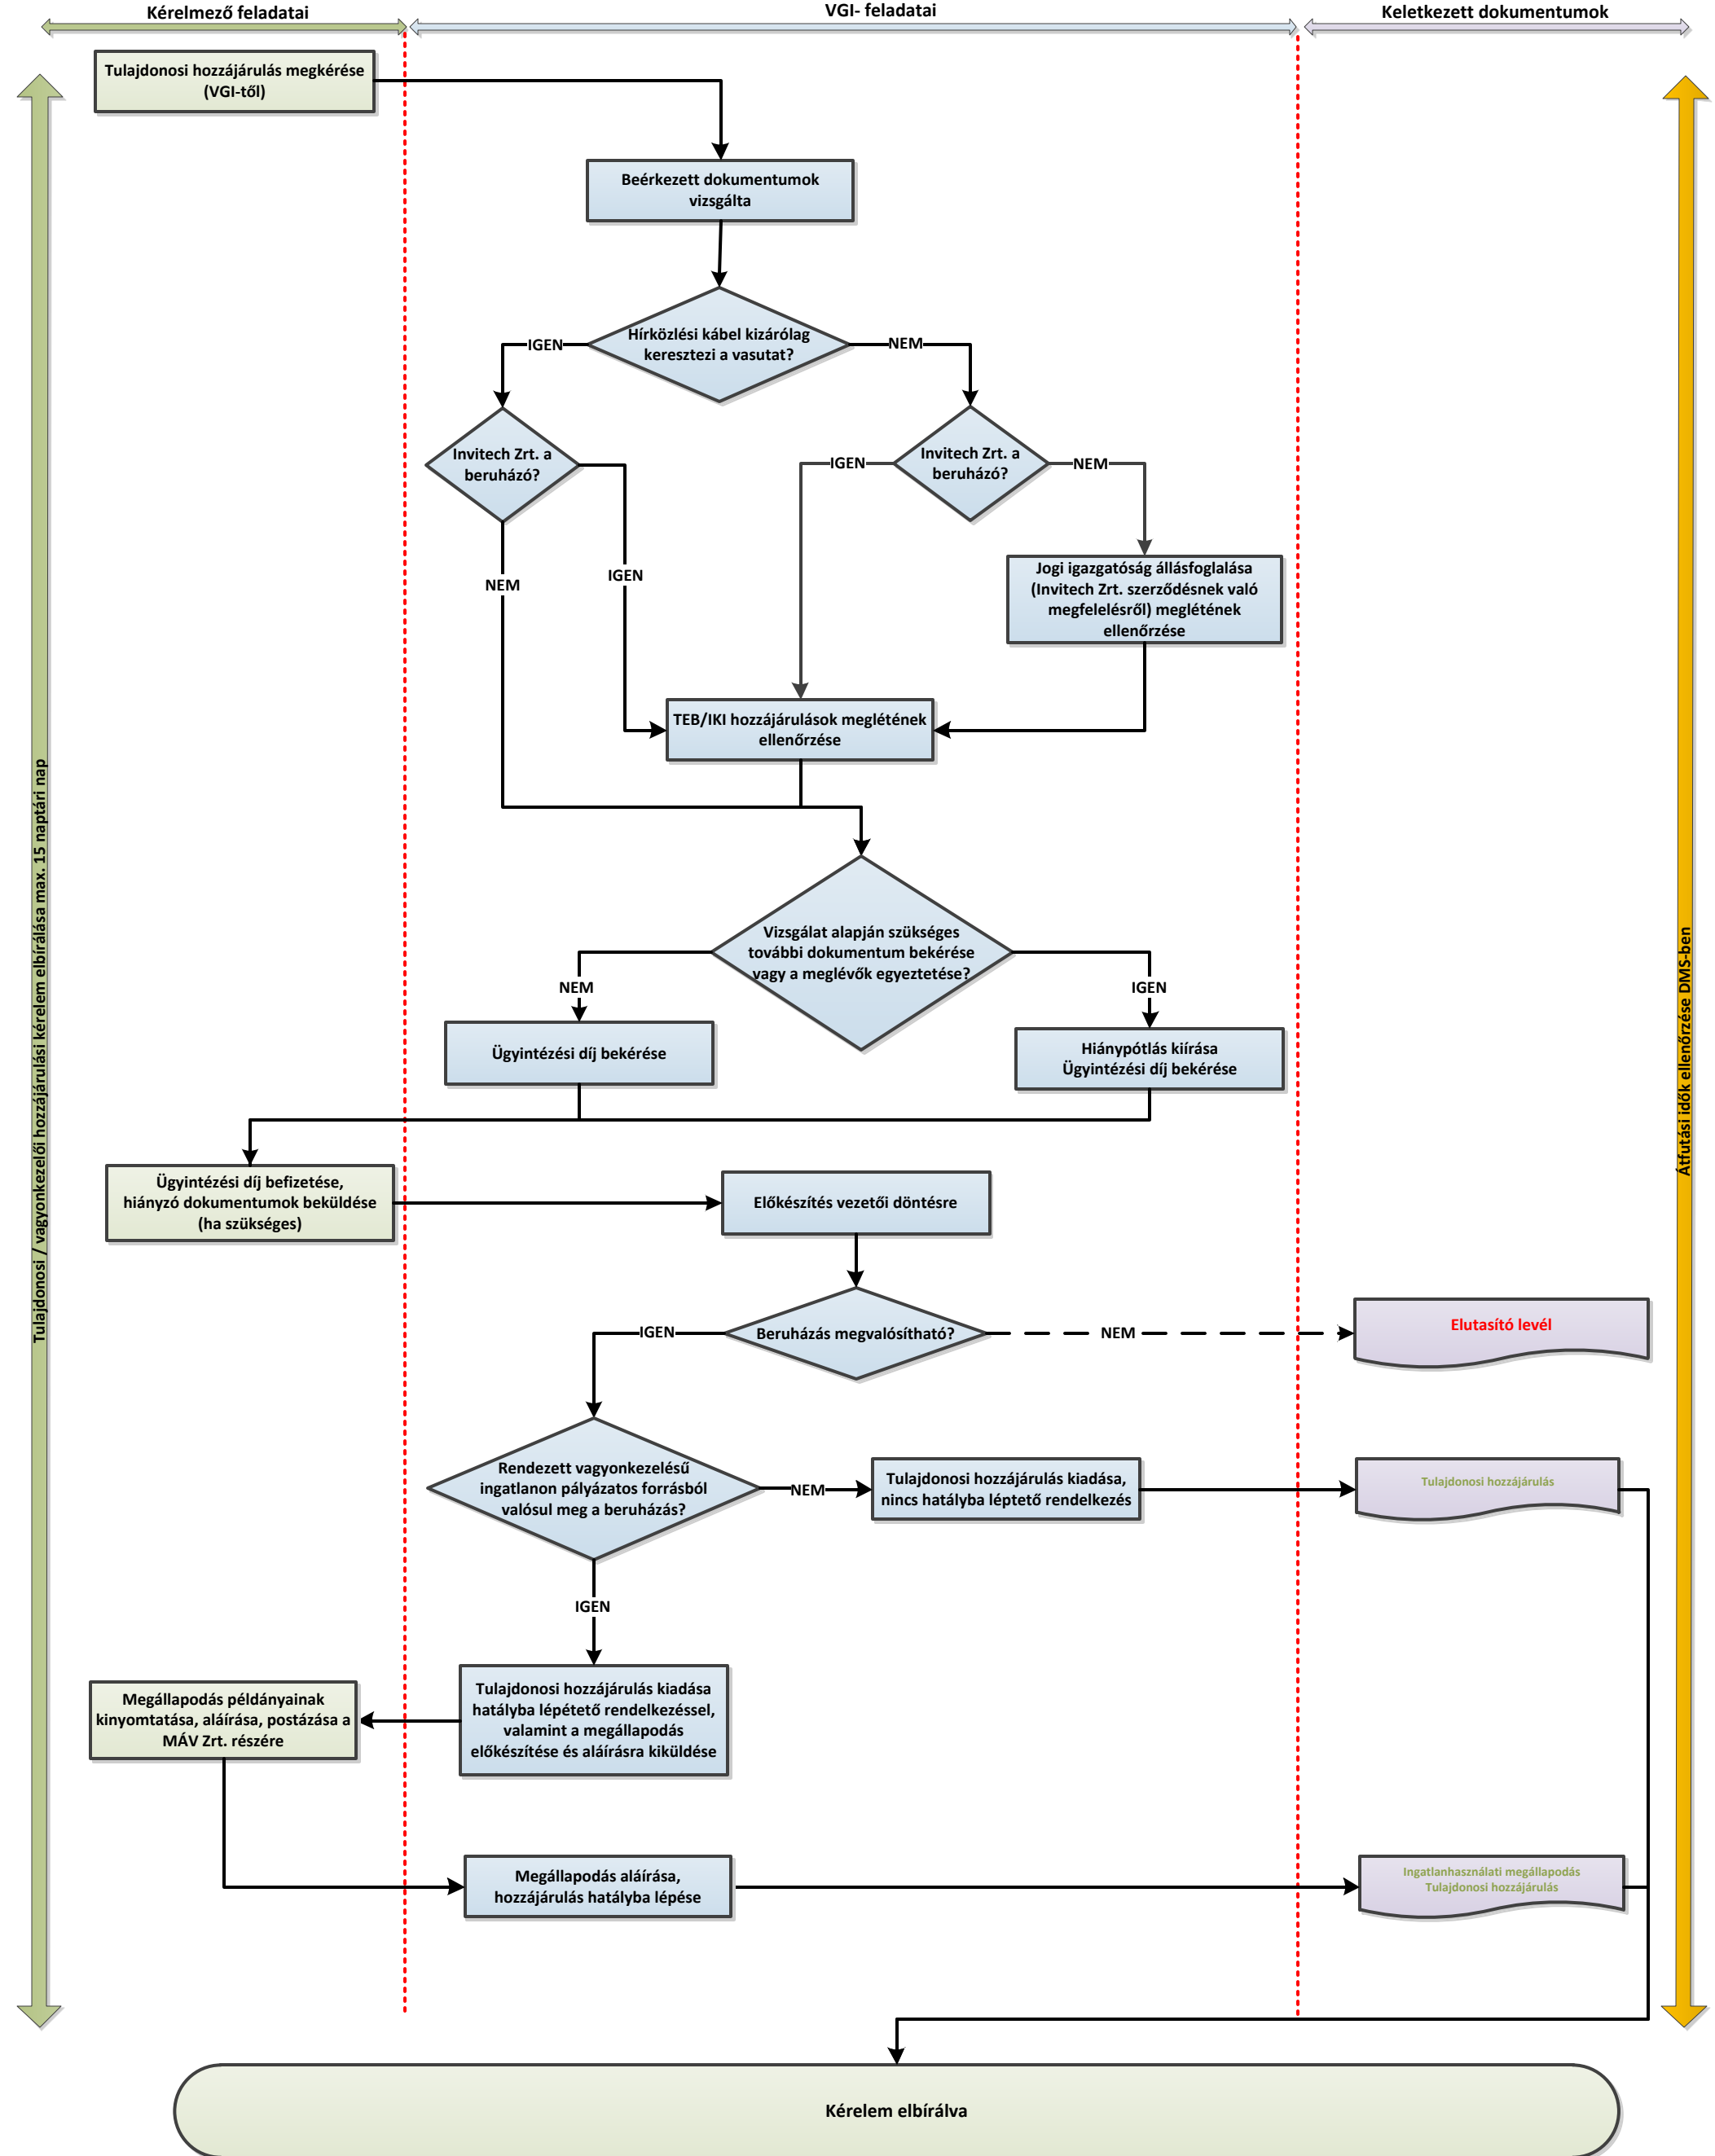 Kérelmező feladatai
VGI- feladatai
Keletkezett dokumentumok
Tulajdonosi hozzájárulás megkérése
(VGI-től)
Beérkezett dokumentumok
vizsgálta
Hírközlési kábel kizárólag
keresztezi a vasutat?
IGEN
NEM
Invitech Zrt. a
beruházó?
Invitech Zrt. a
beruházó?
IGEN
NEM
NEM
IGEN
Jogi igazgatóság állásfoglalása
(Invitech Zrt. szerződésnek való
megfelelésről) meglétének
ellenőrzése
TEB/IKI hozzájárulások meglétének
ellenőrzése
Tulajdonosi / vagyonkezelői hozzájárulási kérelem elbírálása max. 15 naptári nap
Átfutási idők ellenőrzése DMS-ben
Vizsgálat alapján szükséges
további dokumentum bekérése
vagy a meglévők egyeztetése?
NEM
IGEN
Ügyintézési díj bekérése
Hiánypótlás kiírása
Ügyintézési díj bekérése
Ügyintézési díj befizetése,
hiányzó dokumentumok beküldése
(ha szükséges)
Előkészítés vezetői döntésre
Beruházás megvalósítható?
IGEN
NEM
Elutasító levél
Rendezett vagyonkezelésű
ingatlanon pályázatos forrásból
valósul meg a beruházás?
NEM
Tulajdonosi hozzájárulás kiadása,
nincs hatályba léptető rendelkezés
Tulajdonosi hozzájárulás
IGEN
Tulajdonosi hozzájárulás kiadása
hatályba lépétető rendelkezéssel,
valamint a megállapodás
előkészítése és aláírásra kiküldése
Megállapodás példányainak
kinyomtatása, aláírása, postázása a
MÁV Zrt. részére
Megállapodás aláírása,
hozzájárulás hatályba lépése
Ingatlanhasználati megállapodás
Tulajdonosi hozzájárulás
Kérelem elbírálva